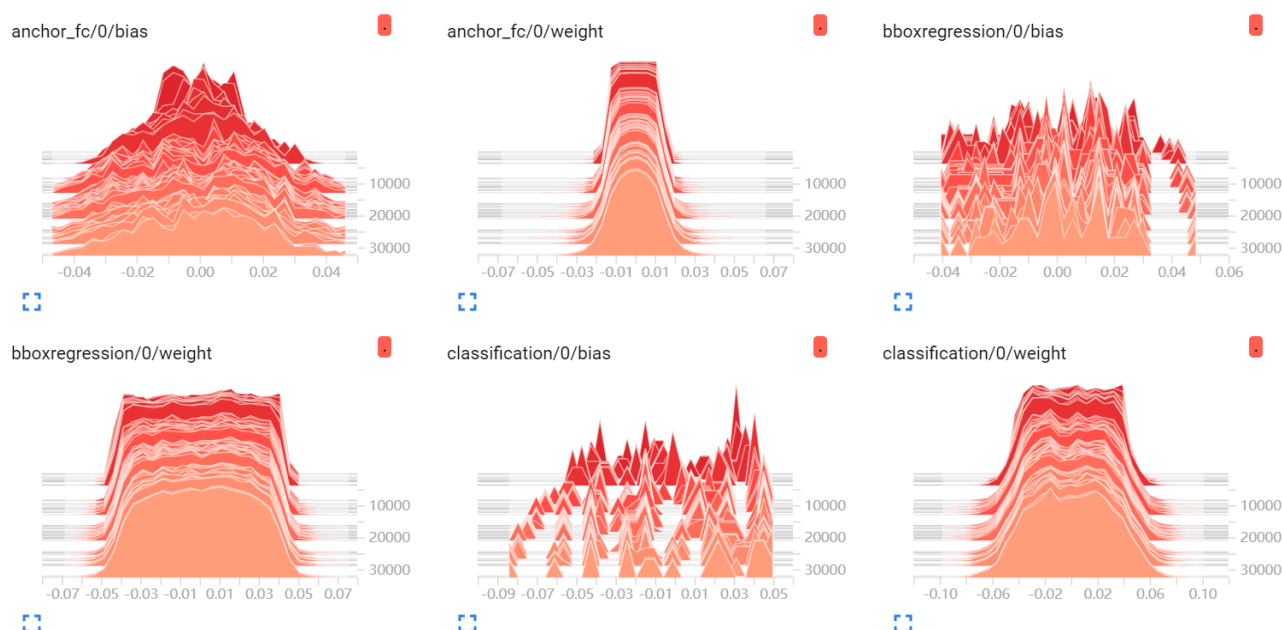 anchor_fc/0/bias
10000
20000
30000
-0.04 -0.02 0.00 0.02 0.04
anchor_fc/0/weight
10000
20000
30000
-0.07 -0.05 -0.03 -0.01 0.01 0.03 0.05 0.07
bboxregression/0/bias
10000
20000
30000
-0.04 -0.02 0.00 0.02 0.04 0.06
bboxregression/0/weight
10000
20000
30000
-0.07 -0.05 -0.03 -0.01 0.01 0.03 0.05 0.07
classification/0/bias
10000
20000
30000
-0.09 -0.07 -0.05 -0.03 -0.01 0.01 0.03 0.05
classification/0/weight
10000
20000
30000
-0.10 -0.06 -0.02 0.02 0.06 0.10